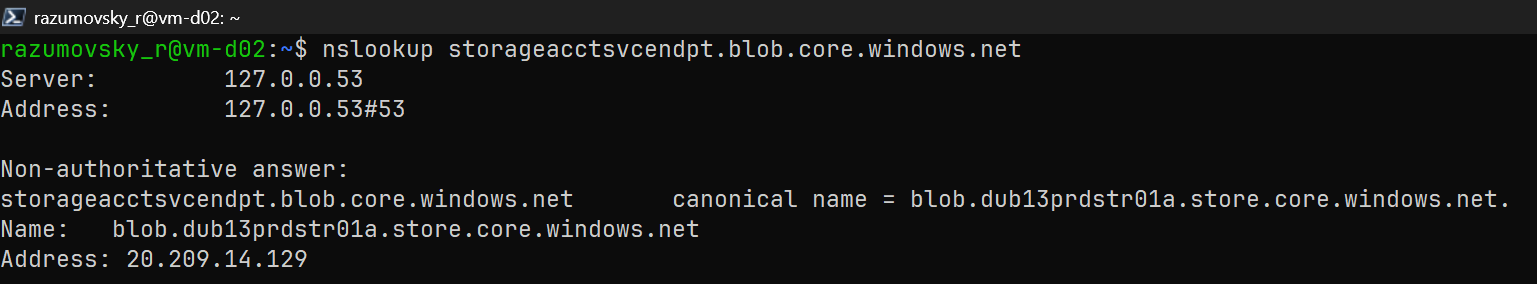 razumovsky_r@vm-d02: ~
razumovsky_r@vm-d02:~$ nslookup storageacctsvcendpt.blob.core.windows.net
Server:         127.0.0.53
Address:        127.0.0.53#53

Non-authoritative answer:
storageacctsvcendpt.blob.core.windows.net       canonical name = blob.dub13prdstr01a.store.core.windows.net.
Name:   blob.dub13prdstr01a.store.core.windows.net
Address: 20.209.14.129